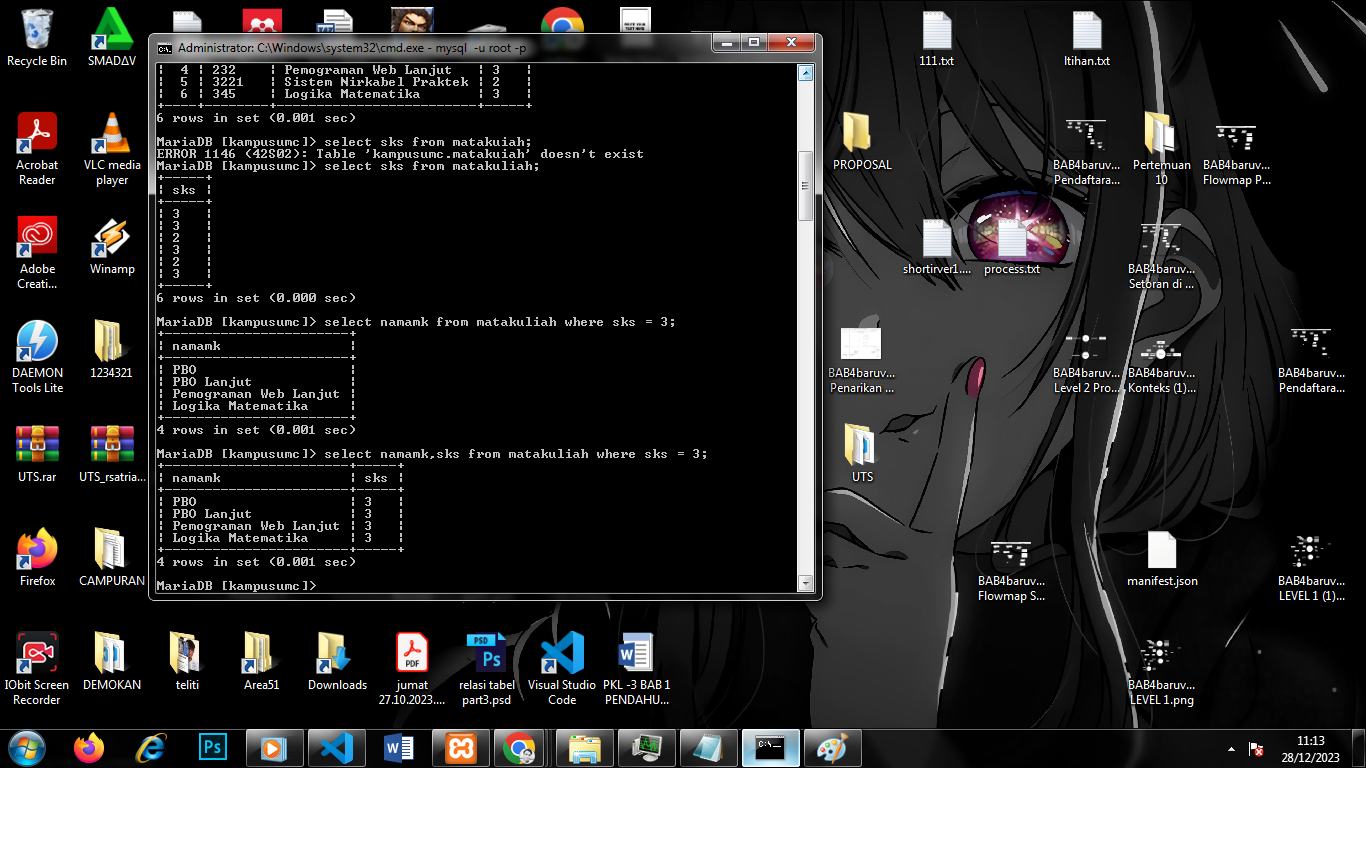 Administrator: C:\Windows\system32\cmd.exe - mysql -u root -p
| 4 | 232 | Pemograman Web Lanjut | 3 |
| 5 | 3221 | Sistem Nirkabel Praktek | 2 |
| 6 | 345 | Logika Matematika | 3 |
6 rows in set (0.001 sec)
MariaDB [kampusumc]> select sks from matakuiah;
ERROR 1146 (42S02): Table 'kampusumc.matakuiah' doesn't exist
MariaDB [kampusumc]> select sks from matakuliah;
| sks |
| 3 |
| 3 |
| 2 |
| 3 |
| 2 |
| 3 |
6 rows in set (0.000 sec)
MariaDB [kampusumc]> select namamk from matakuliah where sks = 3;
| namamk |
| PBO |
| PBO Lanjut |
| Pemograman Web Lanjut |
| Logika Matematika |
4 rows in set (0.001 sec)
MariaDB [kampusumc]> select namamk,sks from matakuliah where sks = 3;
| namamk | sks |
| PBO | 3 |
| PBO Lanjut | 3 |
| Pemograman Web Lanjut | 3 |
| Logika Matematika | 3 |
4 rows in set (0.001 sec)
MariaDB [kampusumc]>
Recycle Bin
SMADΔV
111.txt
ltihan.txt
Acrobat
Reader
VLC media
player
PROPOSAL
BAB4baruv...
Pendaftara...
Pertemuan
10
BAB4baruv...
Flowmap P...
Adobe
Creati...
Winamp
shortirver1....
process.txt
BAB4baruv...
Setoran di ...
DAEMON
Tools Lite
1234321
BAB4baruv...
Penarikan ...
BAB4baruv...
Level 2 Pro...
BAB4baruv...
Konteks (1)...
BAB4baruv...
Pendaftara...
UTS.rar
UTS_rsatria...
UTS
Firefox
CAMPURAN
BAB4baruv...
Flowmap S...
manifest.json
BAB4baruv...
LEVEL 1 (1)...
IObit Screen
Recorder
DEMOKAN
teliti
Area51
Downloads
PDF
jumat
27.10.2023....
PSD
Ps
relasi tabel
part3.psd
Visual Studio
Code
PKL -3 BAB 1
PENDAHU...
BAB4baruv...
LEVEL 1.png
Ps
11:13
28/12/2023